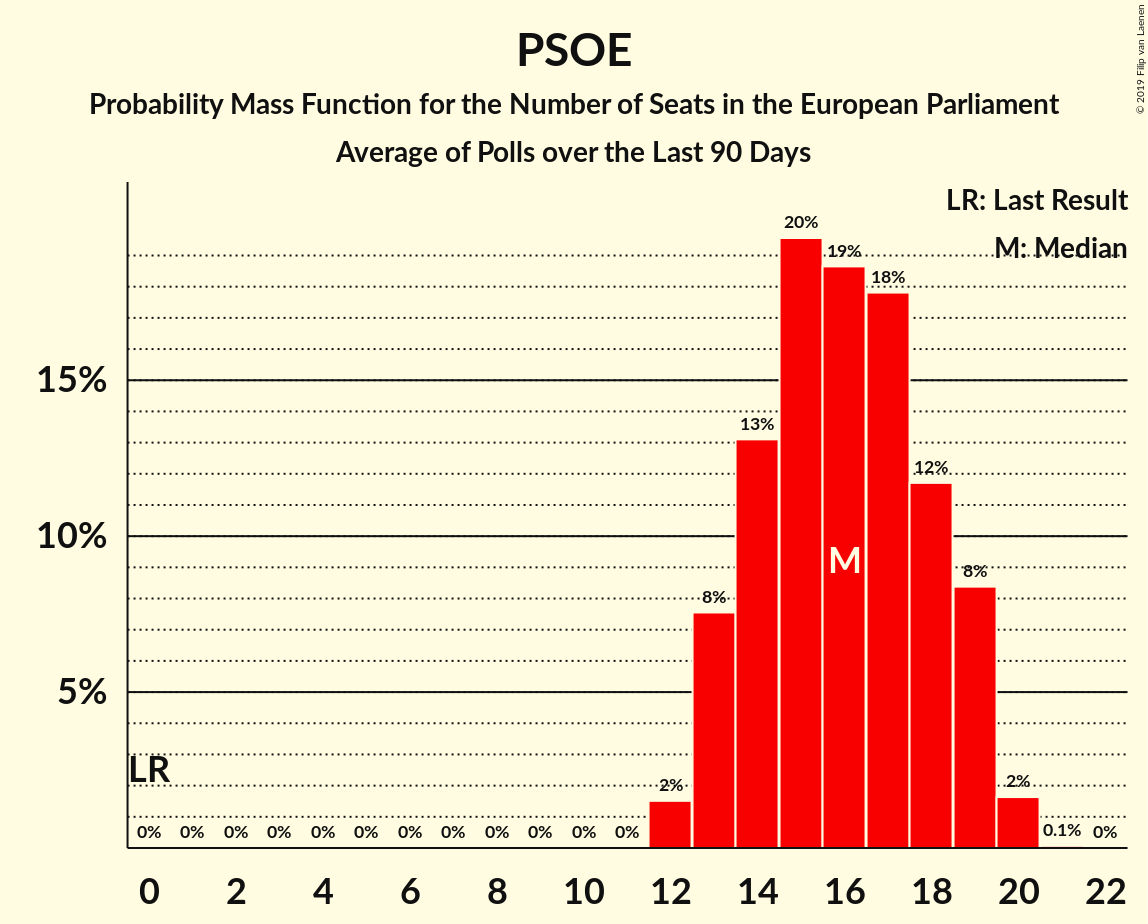 PSOE
Probability Mass Function for the Number of Seats in the European Parliament
Average of Polls over the Last 90 Days
© 2019 Filip van Laenen
LR: Last Result
M: Median
20%
19%
18%
15%
13%
12%
10%
M
8%
8%
5%
LR
2%
2%
0% 0% 0% 0% 0% 0% 0% 0% 0% 0% 0% 0% 0.1% 0%
0 2 4 6 8 10 12 14 16 18 20 22